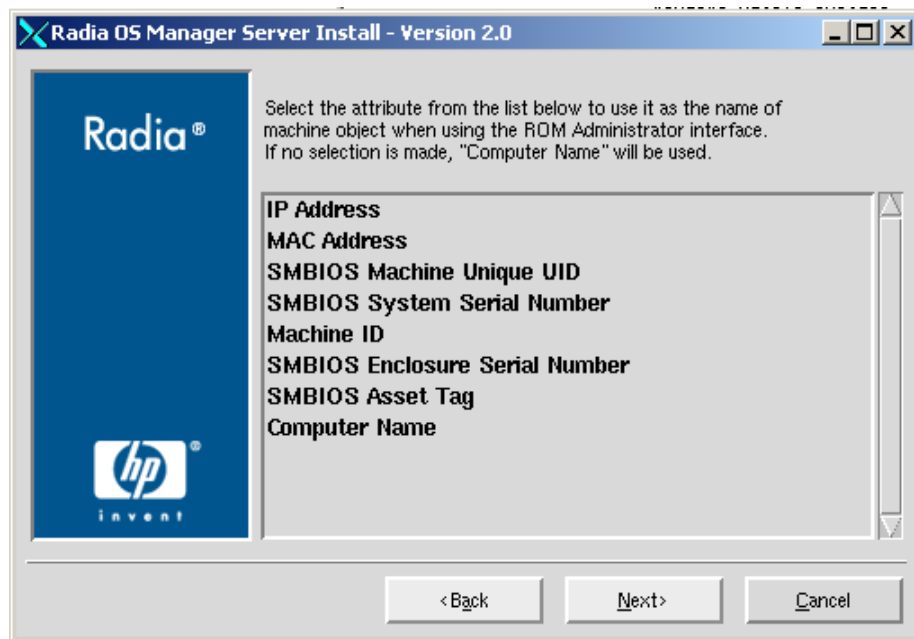 Radia OS Manager Server Install - Version 2.0
Radia®
Select the attribute from the list below to use it as the name of
machine object when using the ROM Administrator interface.
If no selection is made, "Computer Name" will be used.
IP Address
MAC Address
SMBIOS Machine Unique UID
SMBIOS System Serial Number
Machine ID
SMBIOS Enclosure Serial Number
SMBIOS Asset Tag
Computer Name
hp®
invent
<Back
Next>
Cancel